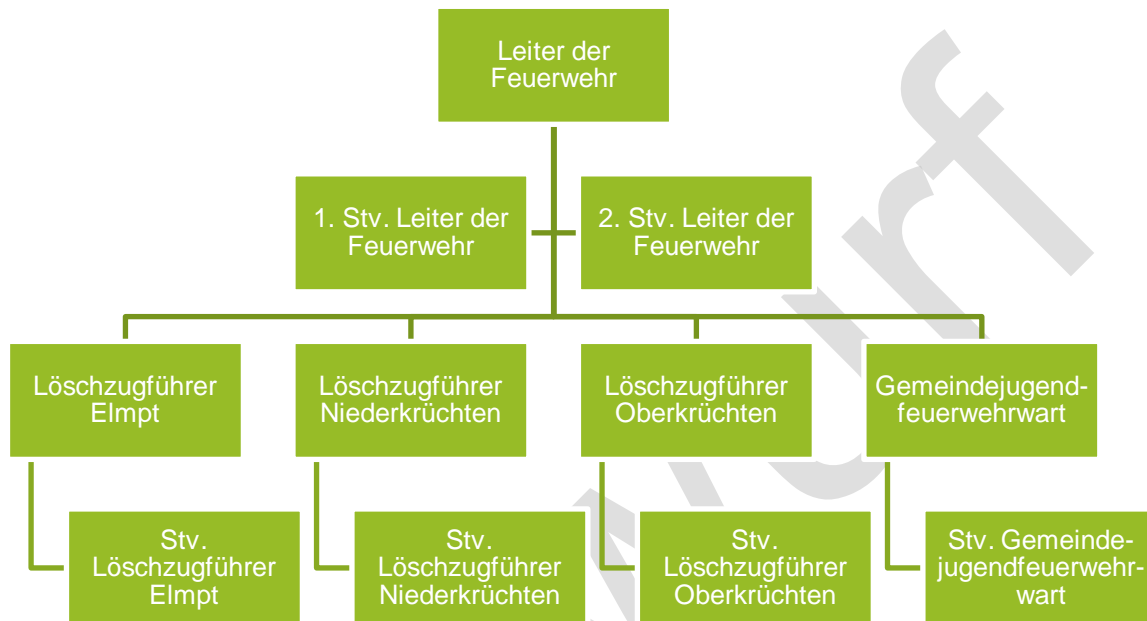 Leiter der
Feuerwehr
1. Stv. Leiter der
Feuerwehr
2. Stv. Leiter der
Feuerwehr
Löschzugführer
Elmpt
Löschzugführer
Niederkrüchten
Löschzugführer
Oberkrüchten
Gemeindejugend-
feuerwehrwart
Stv.
Löschzugführer
Elmpt
Stv.
Löschzugführer
Niederkrüchten
Stv.
Löschzugführer
Oberkrüchten
Stv. Gemeinde-
jugendfeuerwehr-
wart
wurf